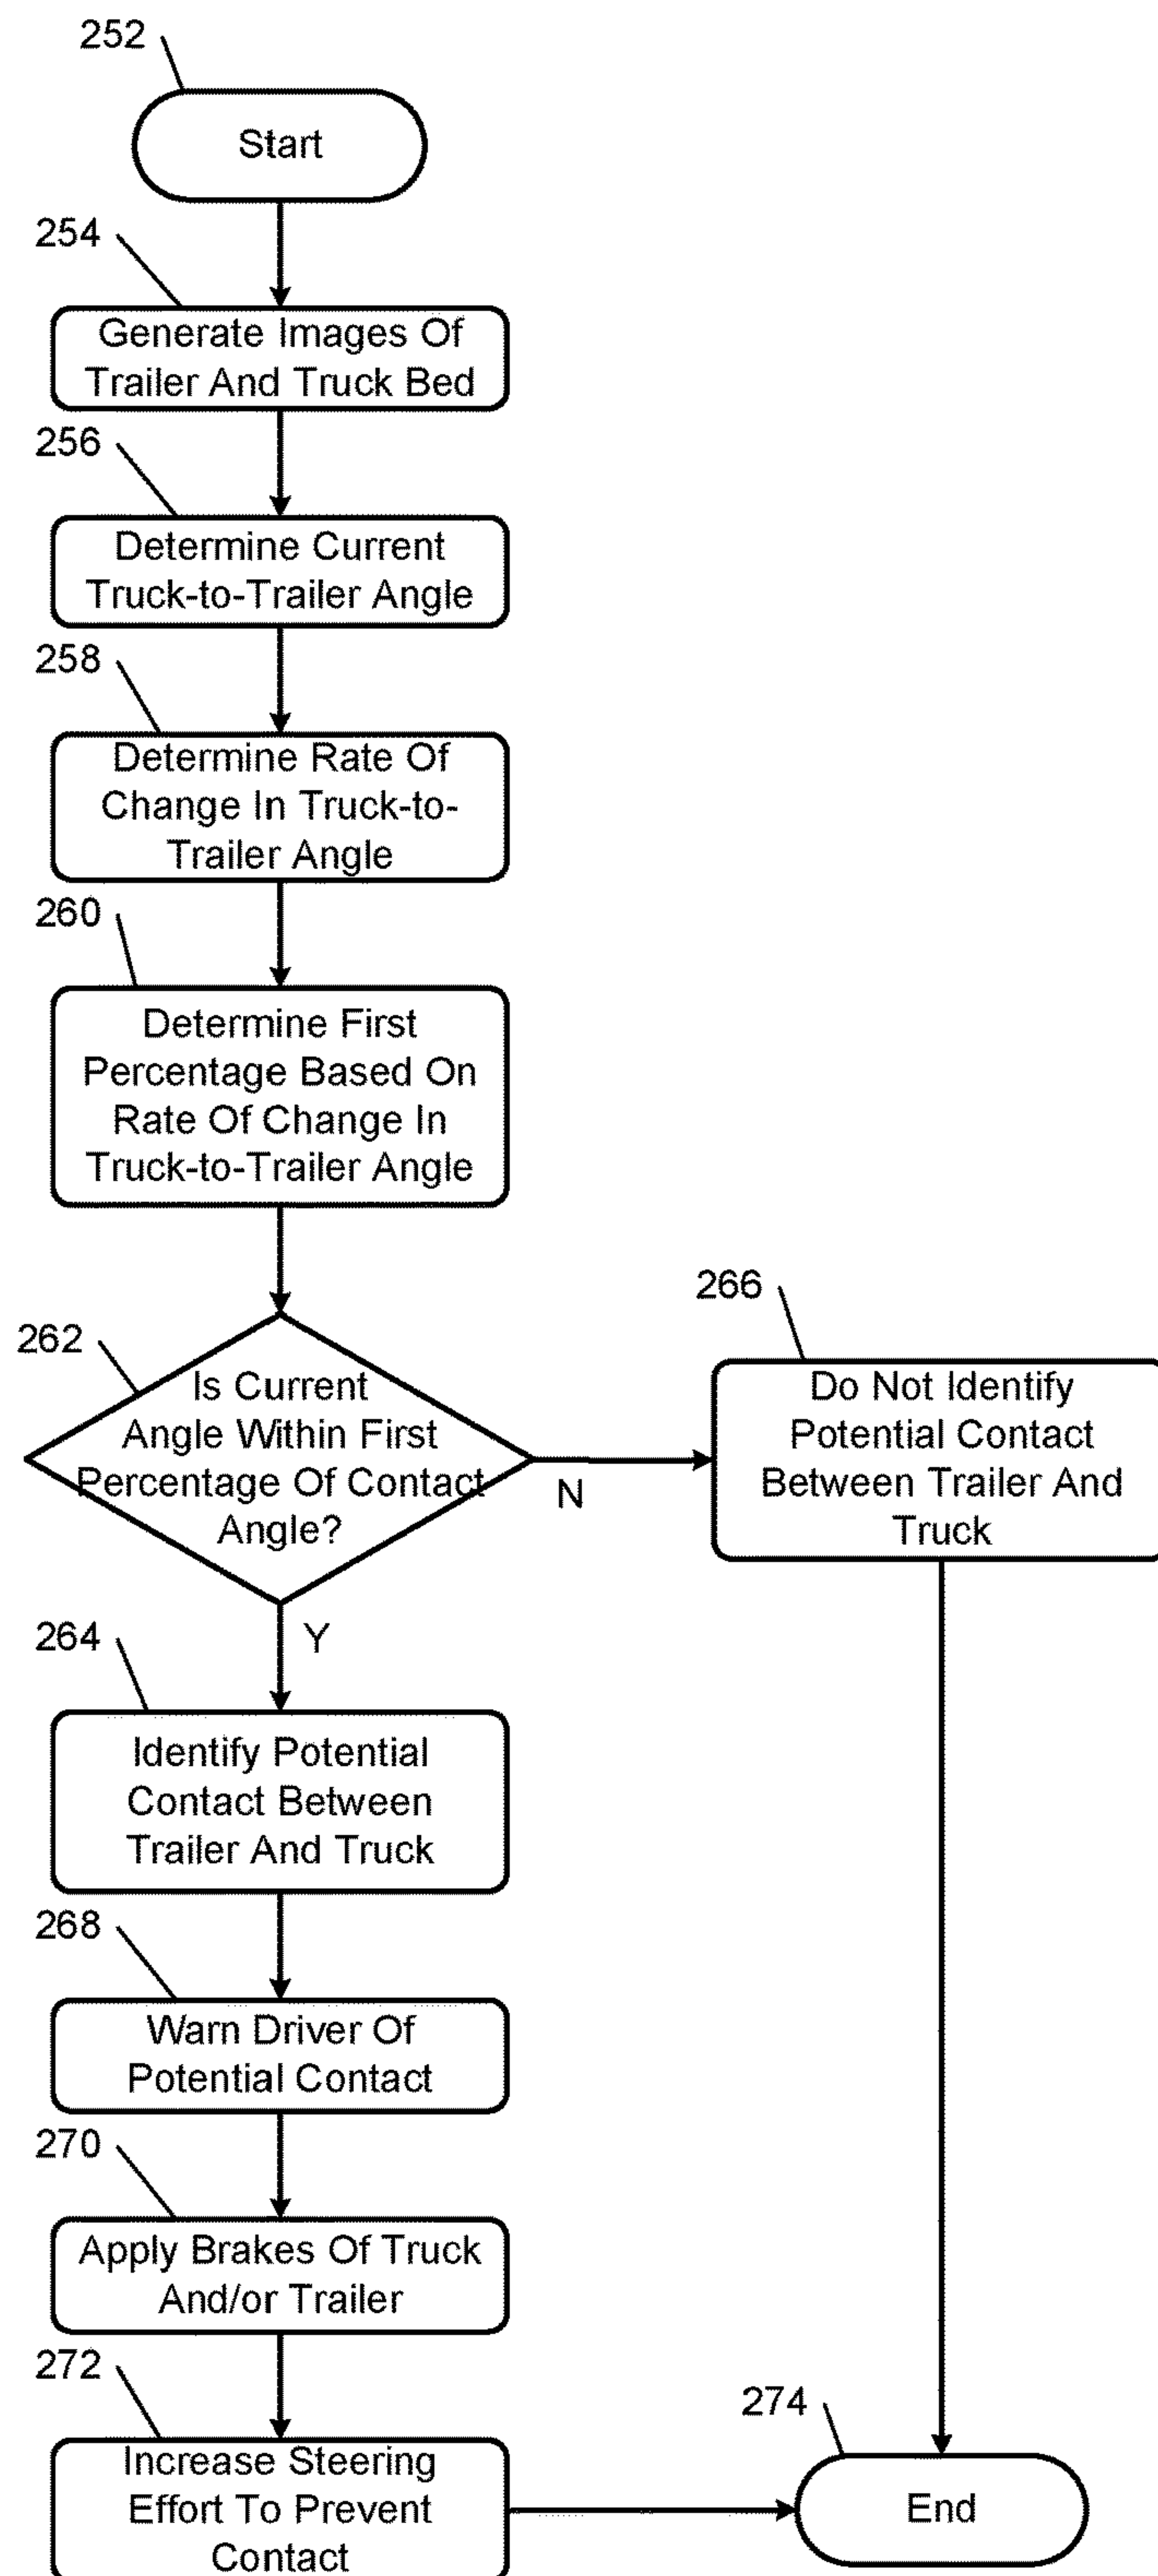 252
Start
254
Generate Images Of
Trailer And Truck Bed
256
Determine Current
Truck-to-Trailer Angle
258
Determine Rate Of
Change In Truck-to-
Trailer Angle
260
Determine First
Percentage Based On
Rate Of Change In
Truck-to-Trailer Angle
262
Is Current
Angle Within First
Percentage Of Contact
Angle?
N
266
Do Not Identify
Potential Contact
Between Trailer And
Truck
Y
264
Identify Potential
Contact Between
Trailer And Truck
268
Warn Driver Of
Potential Contact
270
Apply Brakes Of Truck
And/or Trailer
272
Increase Steering
Effort To Prevent
Contact
274
End